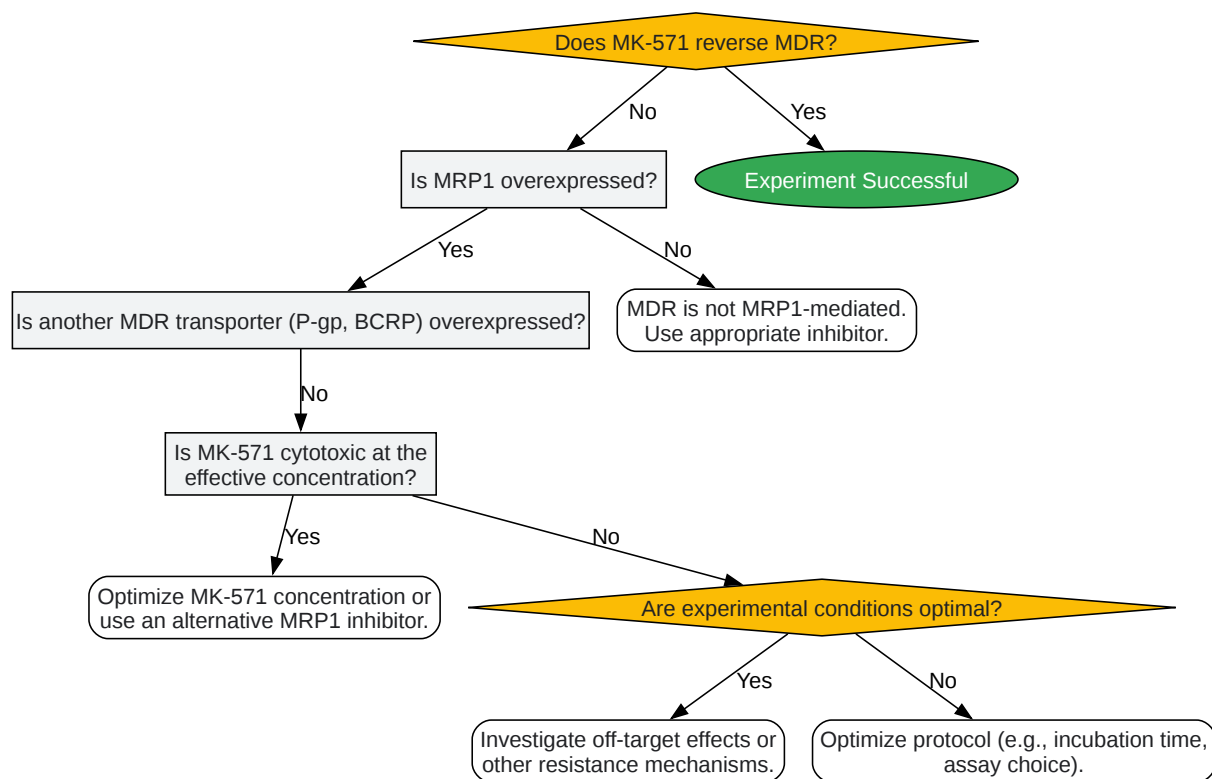 Does MK-571 reverse MDR?
No
Yes
Is MRP1 overexpressed?
Experiment Successful
Yes
No
Is another MDR transporter (P-gp, BCRP) overexpressed?
MDR is not MRP1-mediated.
Use appropriate inhibitor.
No
Is MK-571 cytotoxic at the
effective concentration?
Yes
No
Optimize MK-571 concentration or
use an alternative MRP1 inhibitor.
Are experimental conditions optimal?
Yes
No
Investigate off-target effects or
other resistance mechanisms.
Optimize protocol (e.g., incubation time,
assay choice).